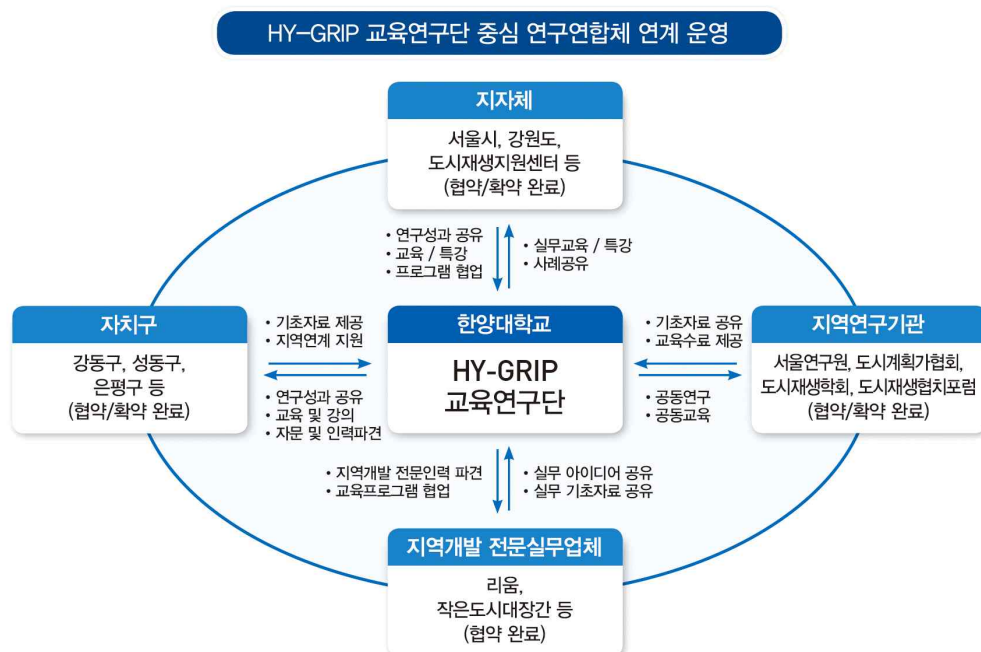 HY-GRIP 교육연구단 중심 연구연합체 연계 운영
지자체
서울시, 강원도,
도시재생지원센터 등
(협약/확약 완료)
• 연구성과 공유
• 교육 / 특강
• 프로그램 협업
• 실무교육 / 특강
• 사례공유
자치구
강동구, 성동구,
은평구 등
(협약/확약 완료)
• 기초자료 제공
• 지역연계 지원
• 연구성과 공유
• 교육 및 강의
• 자문 및 인력파견
한양대학교
HY-GRIP
교육연구단
• 기초자료 공유
• 교육수료 제공
• 공동연구
• 공동교육
지역연구기관
서울연구원, 도시계획가협회,
도시재생학회, 도시재생협치포럼
(협약/확약 완료)
• 지역개발 전문인력 파견
• 교육프로그램 협업
• 실무 아이디어 공유
• 실무 기초자료 공유
지역개발 전문실무업체
리움,
작은도시대장간 등
(협약 완료)